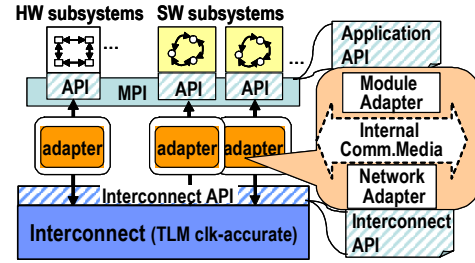 HW subsystems SW subsystems
... ...
Application
API
API API API
MPI
Module
Adapter
adapter adapter adapter
Internal
Comm.Media
Network
Adapter
Interconnect API
Interconnect
API
Interconnect (TLM clk-accurate)